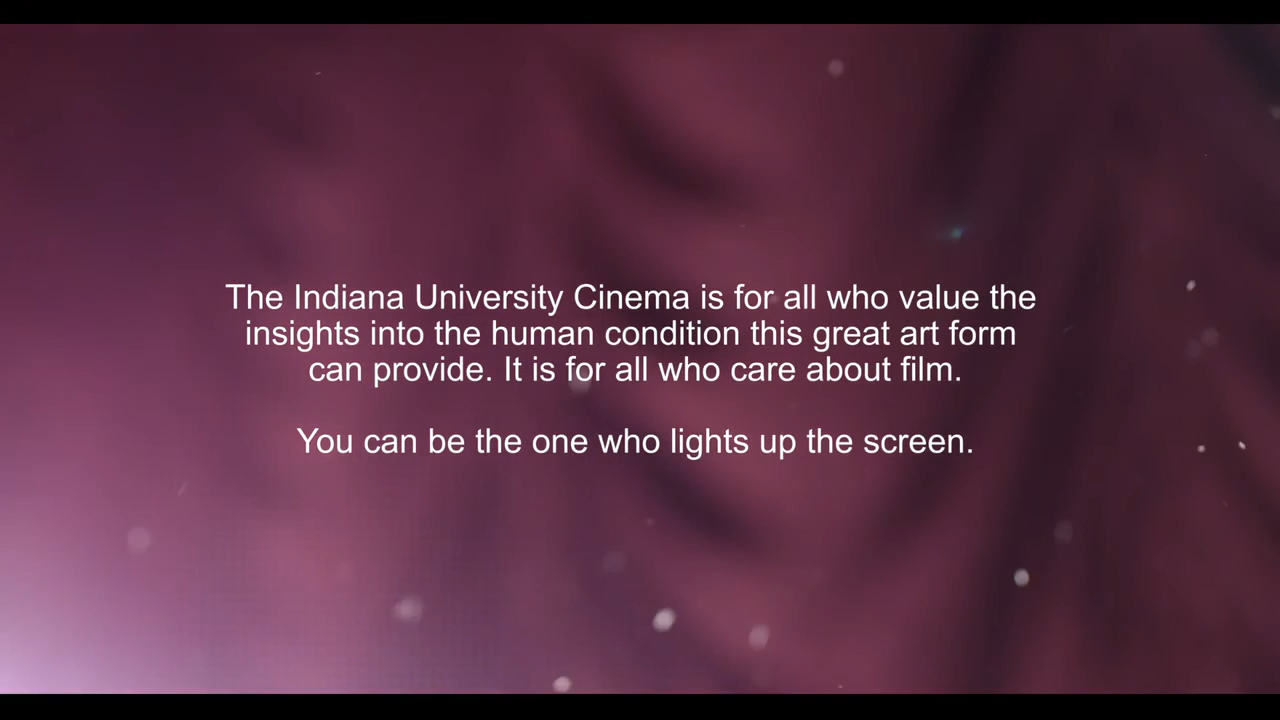 The Indiana University Cinema is for all who value the
insights into the human condition this great art form
can provide. It is for all who care about film.
You can be the one who lights up the screen.